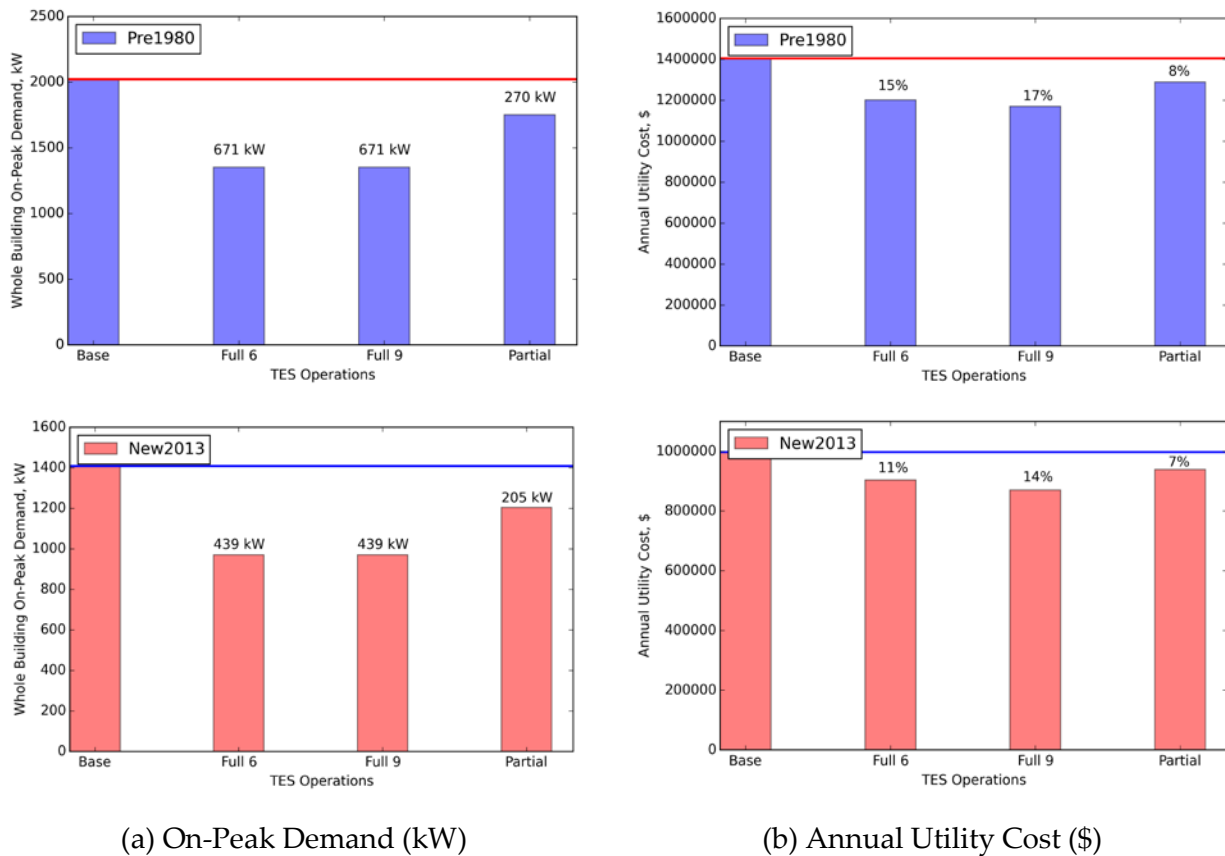 2500
2000
1500
1000
500
0
Whole Building On-Peak Demand, kW
Pre1980
671 kW
671 kW
270 kW
Base Full 6 Full 9 Partial
TES Operations
1600000
1400000
1200000
1000000
800000
600000
400000
200000
0
Annual Utility Cost, $
Pre1980
15%
17%
8%
Base Full 6 Full 9 Partial
TES Operations
1600
1400
1200
1000
800
600
400
200
0
Whole Building On-Peak Demand, kW
New2013
439 kW
439 kW
205 kW
Base Full 6 Full 9 Partial
TES Operations
1000000
800000
600000
400000
200000
0
Annual Utility Cost, $
New2013
11%
14%
7%
Base Full 6 Full 9 Partial
TES Operations
(a) On-Peak Demand (kW)
(b) Annual Utility Cost ($)